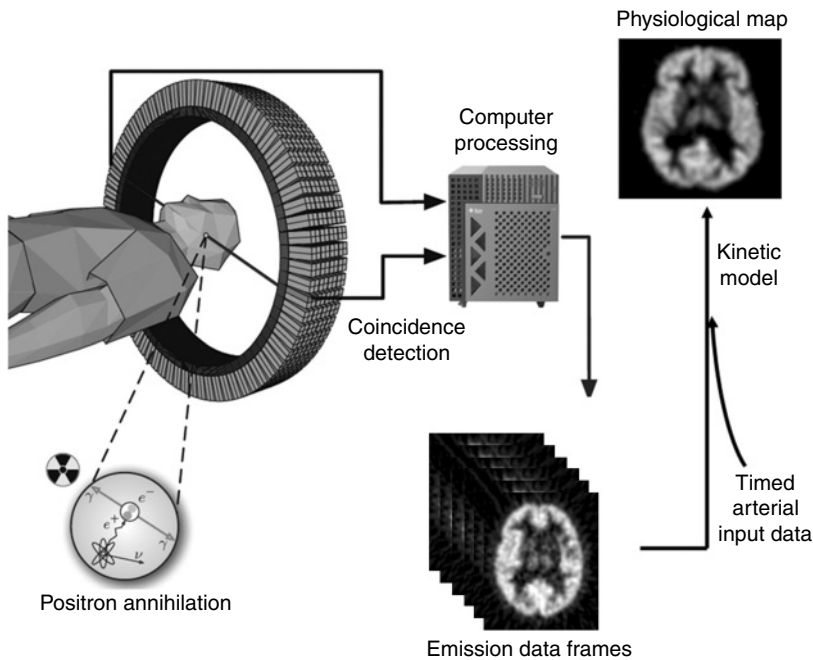 Physiological map
Computer
processing
Kinetic
model
Coincidence
detection
Timed
arterial
input data
γ
e⁻
e⁺
γ
ν
Positron annihilation
Emission data frames